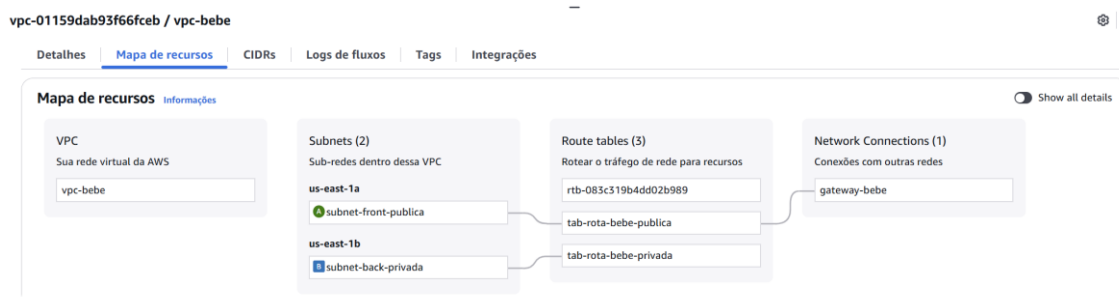 vpc-01159dab93f66fceb / vpc-bebe
Detalhes
Mapa de recursos
CIDRs
Logs de fluxos
Tags
Integrações
Mapa de recursos Informações
Show all details
VPC
Sua rede virtual da AWS
vpc-bebe
Subnets (2)
Sub-redes dentro dessa VPC
us-east-1a
A subnet-front-publica
us-east-1b
B subnet-back-privada
Route tables (3)
Rotear o tráfego de rede para recursos
rtb-083c319b4dd02b989
tab-rota-bebe-publica
tab-rota-bebe-privada
Network Connections (1)
Conexões com outras redes
gateway-bebe